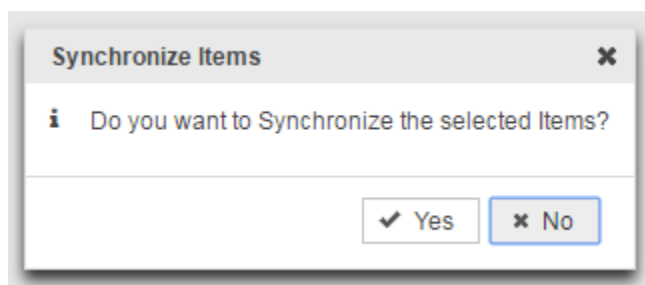 Synchronize Items
Do you want to Synchronize the selected Items?
Yes No